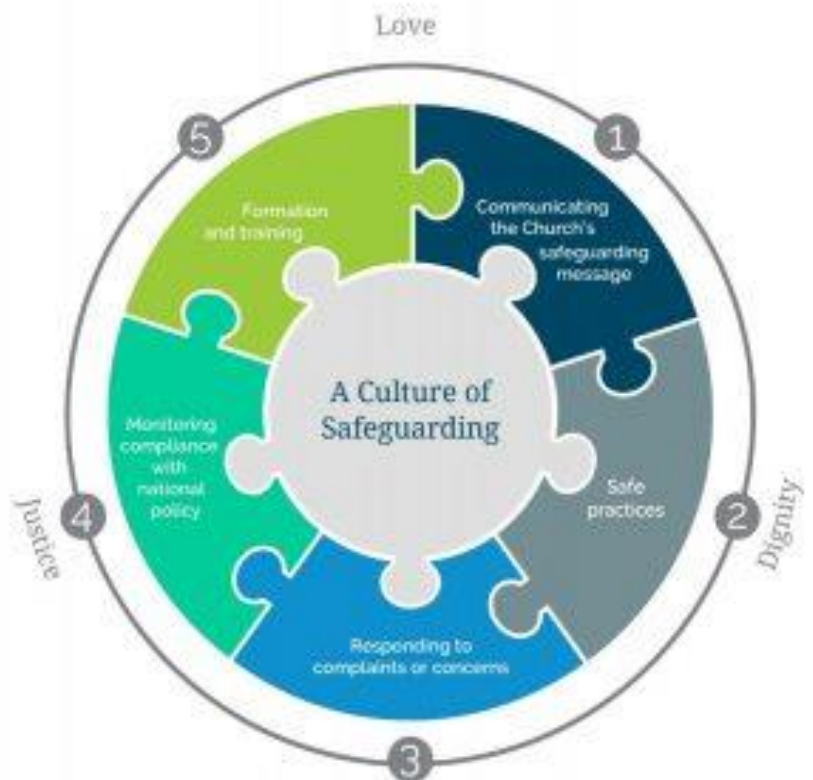 Love
1
Communicating
the Church's
safeguarding
message
2
Dignity
Safe
practices
3
Responding to
complaints or concerns
4
Justice
Monitoring
compliance
with
national
policy
5
Formation
and training
A Culture of
Safeguarding